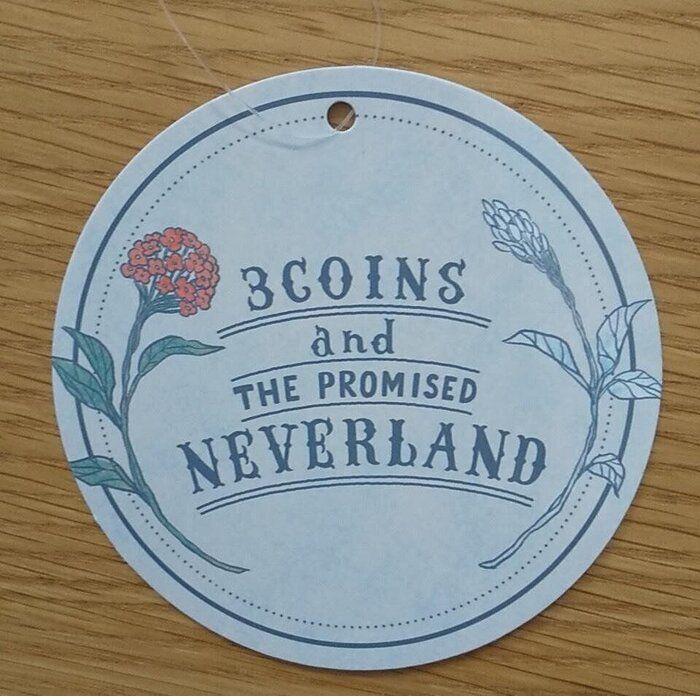 3COINS
and
THE PROMISED
NEVERLAND